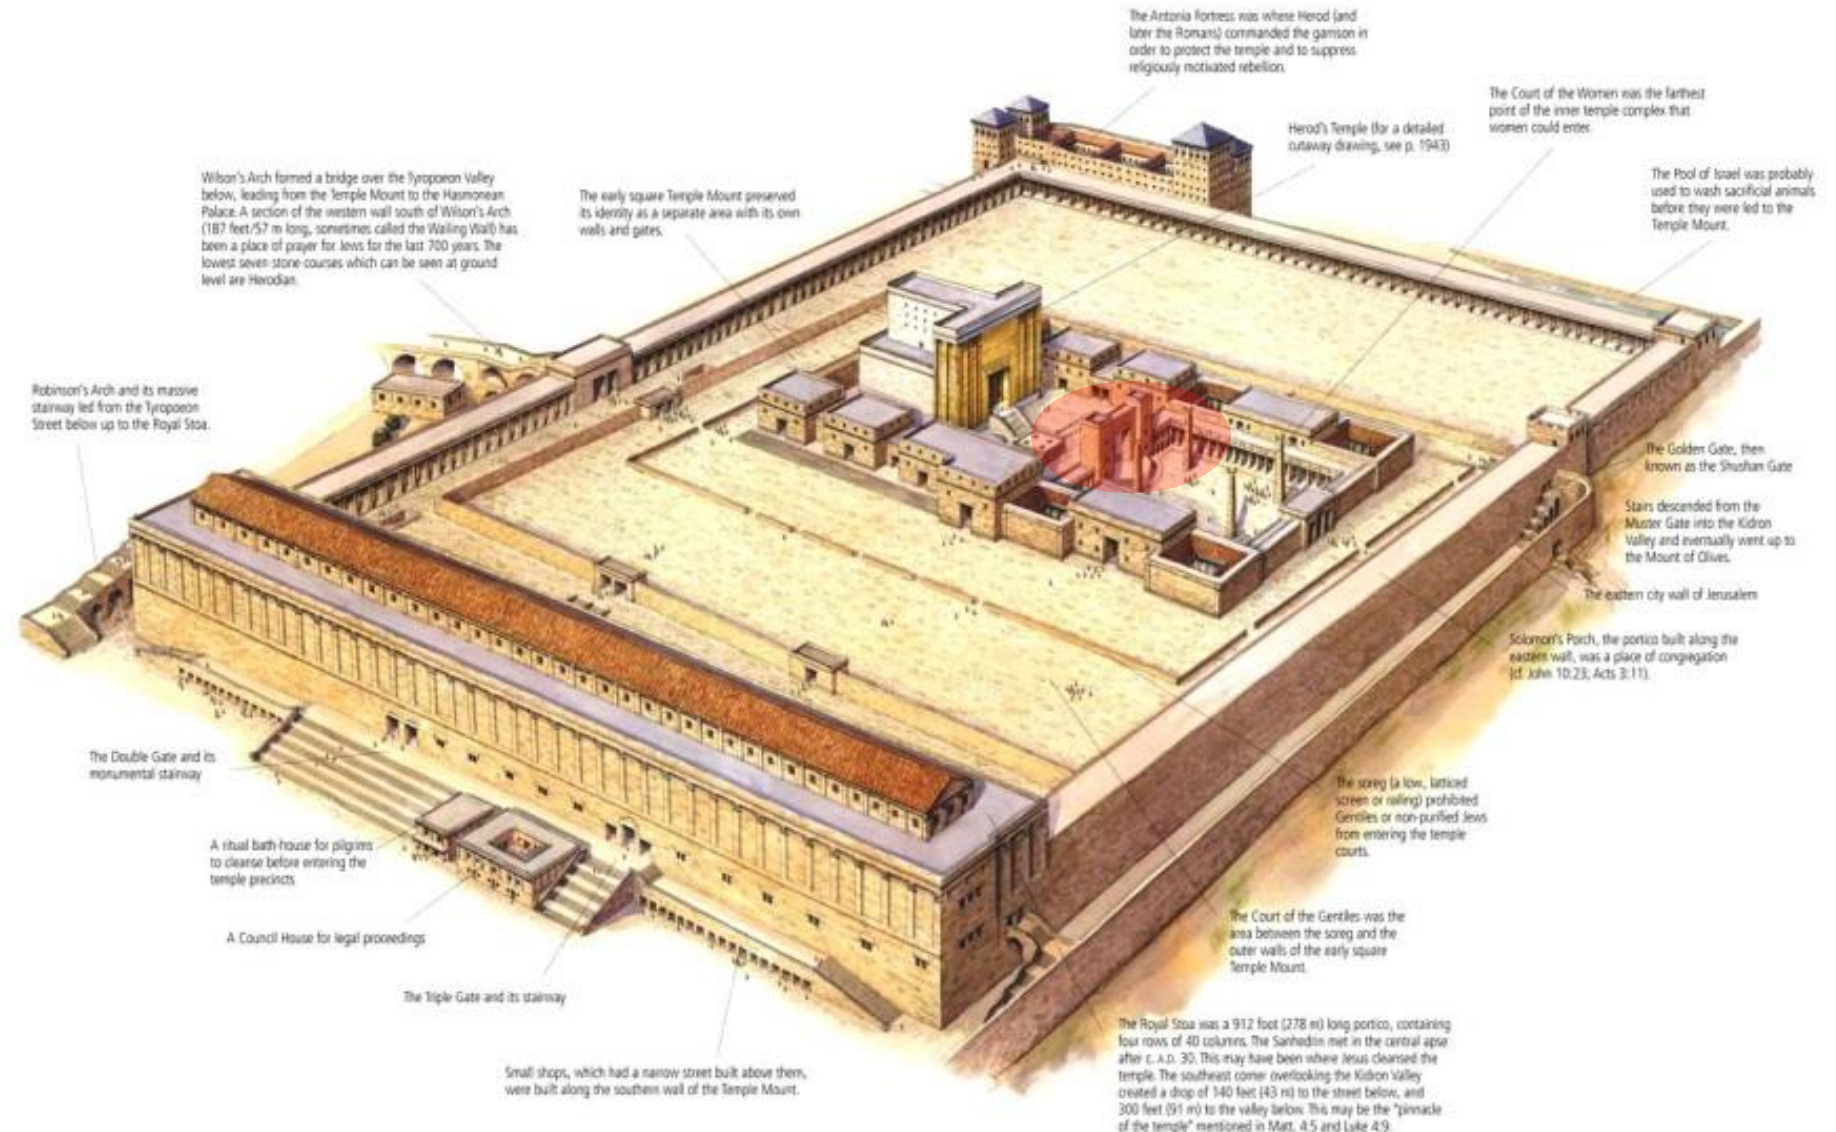 The Antonia Fortress was where Herod (and
later the Romans) commanded the garrison in
order to protect the temple and to suppress
religiously motivated rebellion.
The Court of the Women was the farthest
point of the inner temple complex that
women could enter.
Herod's Temple (for a detailed
cutaway drawing, see p. 1943)
The Pool of Israel was probably
used to wash sacrificial animals
before they were led to the
Temple Mount.
Wilson's Arch formed a bridge over the Tyropoeon Valley
below, leading from the Temple Mount to the Hasmonean
Palace. A section of the western wall south of Wilson's Arch
(187 feet/57 m long, sometimes called the Wailing Wall) has
been a place of prayer for Jews for the last 700 years. The
lowest seven stone courses which can be seen at ground
level are Herodian.
The early square Temple Mount preserved
its identity as a separate area with its own
walls and gates.
Robinson's Arch and its massive
stairway led from the Tyropoeon
Street below up to the Royal Stoa.
The Golden Gate, then
known as the Shushan Gate
Stairs descended from the
Muster Gate into the Kidron
Valley and eventually went up to
the Mount of Olives.
The eastern city wall of Jerusalem
Solomon's Porch, the portico built along the
eastern wall, was a place of congregation
(cf. John 10:23; Acts 3:11).
The Double Gate and its
monumental stairway
The soreg (a low, latticed
screen or railing) prohibited
Gentiles or non-purified Jews
from entering the temple
courts.
A ritual bath house for pilgrims
to cleanse before entering the
temple precincts
A Council House for legal proceedings
The Court of the Gentiles was the
area between the soreg and the
outer walls of the early square
Temple Mount.
The Triple Gate and its stairway
The Royal Stoa was a 912 foot (278 m) long portico, containing
four rows of 40 columns. The Sanhedrin met in the central apse
after c. A.D. 30. This may have been where Jesus cleansed the
temple. The southeast corner overlooking the Kidron Valley
created a drop of 140 feet (43 m) to the street below, and
300 feet (91 m) to the valley below. This may be the "pinnacle
of the temple" mentioned in Matt. 4:5 and Luke 4:9.
Small shops, which had a narrow street built above them,
were built along the southern wall of the Temple Mount.